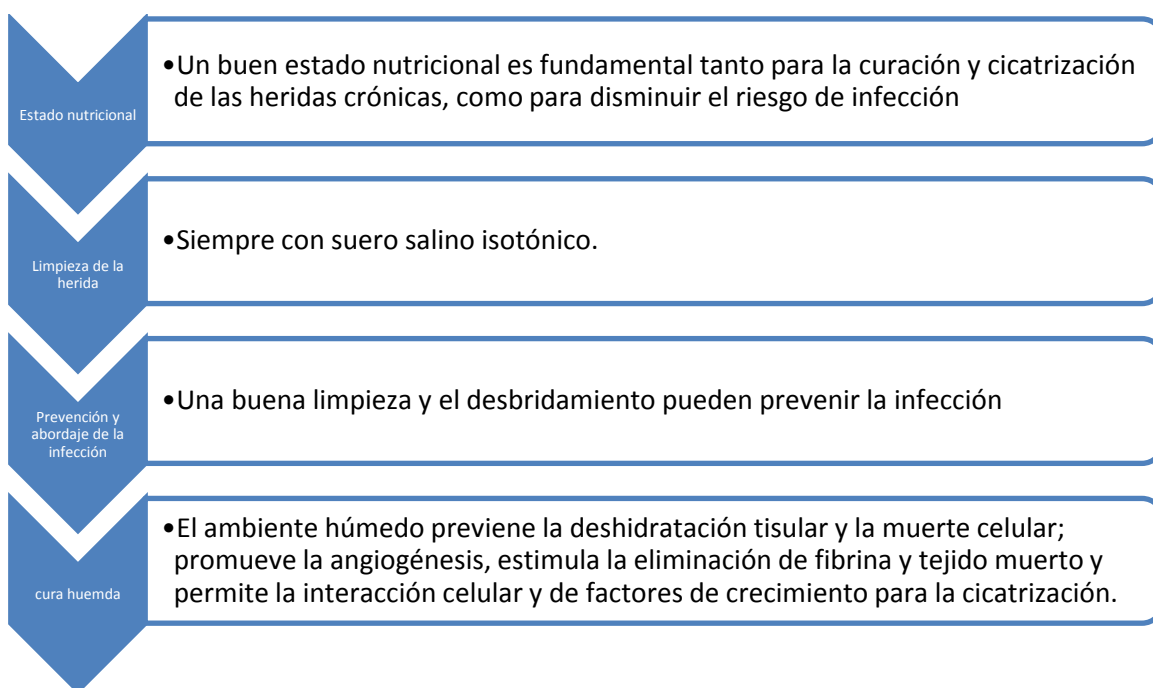 Estado nutricional
•Un buen estado nutricional es fundamental tanto para la curación y cicatrización
de las heridas crónicas, como para disminuir el riesgo de infección
Limpieza de la
herida
•Siempre con suero salino isotónico.
Prevención y
abordaje de la
infección
•Una buena limpieza y el desbridamiento pueden prevenir la infección
cura huemda
•El ambiente húmedo previene la deshidratación tisular y la muerte celular;
promueve la angiogénesis, estimula la eliminación de fibrina y tejido muerto y
permite la interacción celular y de factores de crecimiento para la cicatrización.